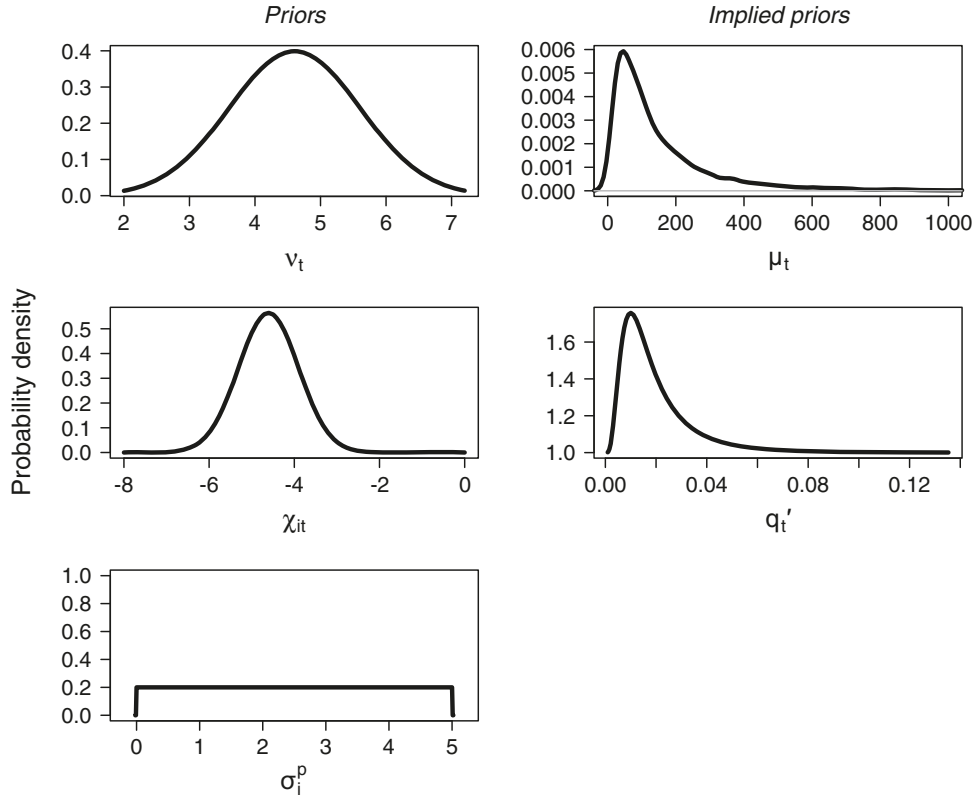 Priors
Implied priors
Probability density
0.4
0.3
0.2
0.1
0.0
2 3 4 5 6 7
νt
0.006
0.005
0.004
0.003
0.002
0.001
0.000
0 200 400 600 800 1000
μt
0.5
0.4
0.3
0.2
0.1
0.0
-8 -6 -4 -2 0
χit
1.6
1.4
1.2
1.0
0.00 0.04 0.08 0.12
qt′
1.0
0.8
0.6
0.4
0.2
0.0
0 1 2 3 4 5
σip